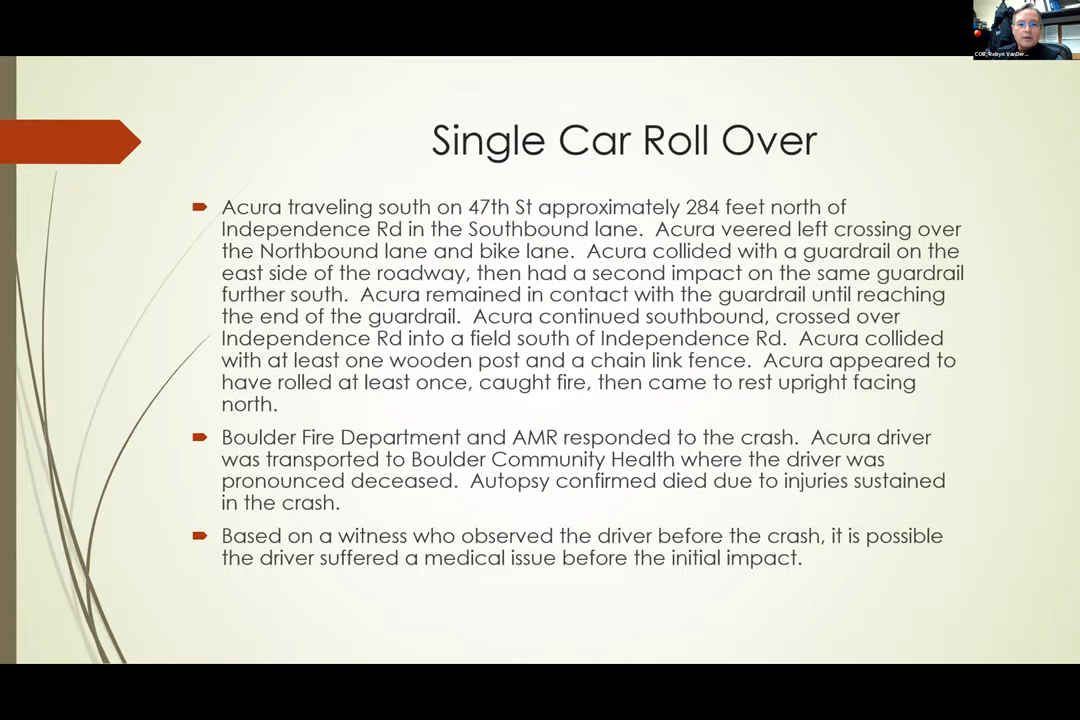 COB, Robyn VanDer...
Single Car Roll Over
Acura traveling south on 47th St approximately 284 feet north of
Independence Rd in the Southbound lane.  Acura veered left crossing over
the Northbound lane and bike lane.  Acura collided with a guardrail on the
east side of the roadway, then had a second impact on the same guardrail
further south.  Acura remained in contact with the guardrail until reaching
the end of the guardrail.  Acura continued southbound, crossed over
Independence Rd into a field south of Independence Rd.  Acura collided
with at least one wooden post and a chain link fence.  Acura appeared to
have rolled at least once, caught fire, then came to rest upright facing
north.
Boulder Fire Department and AMR responded to the crash.  Acura driver
was transported to Boulder Community Health where the driver was
pronounced deceased.  Autopsy confirmed died due to injuries sustained
in the crash.
Based on a witness who observed the driver before the crash, it is possible
the driver suffered a medical issue before the initial impact.